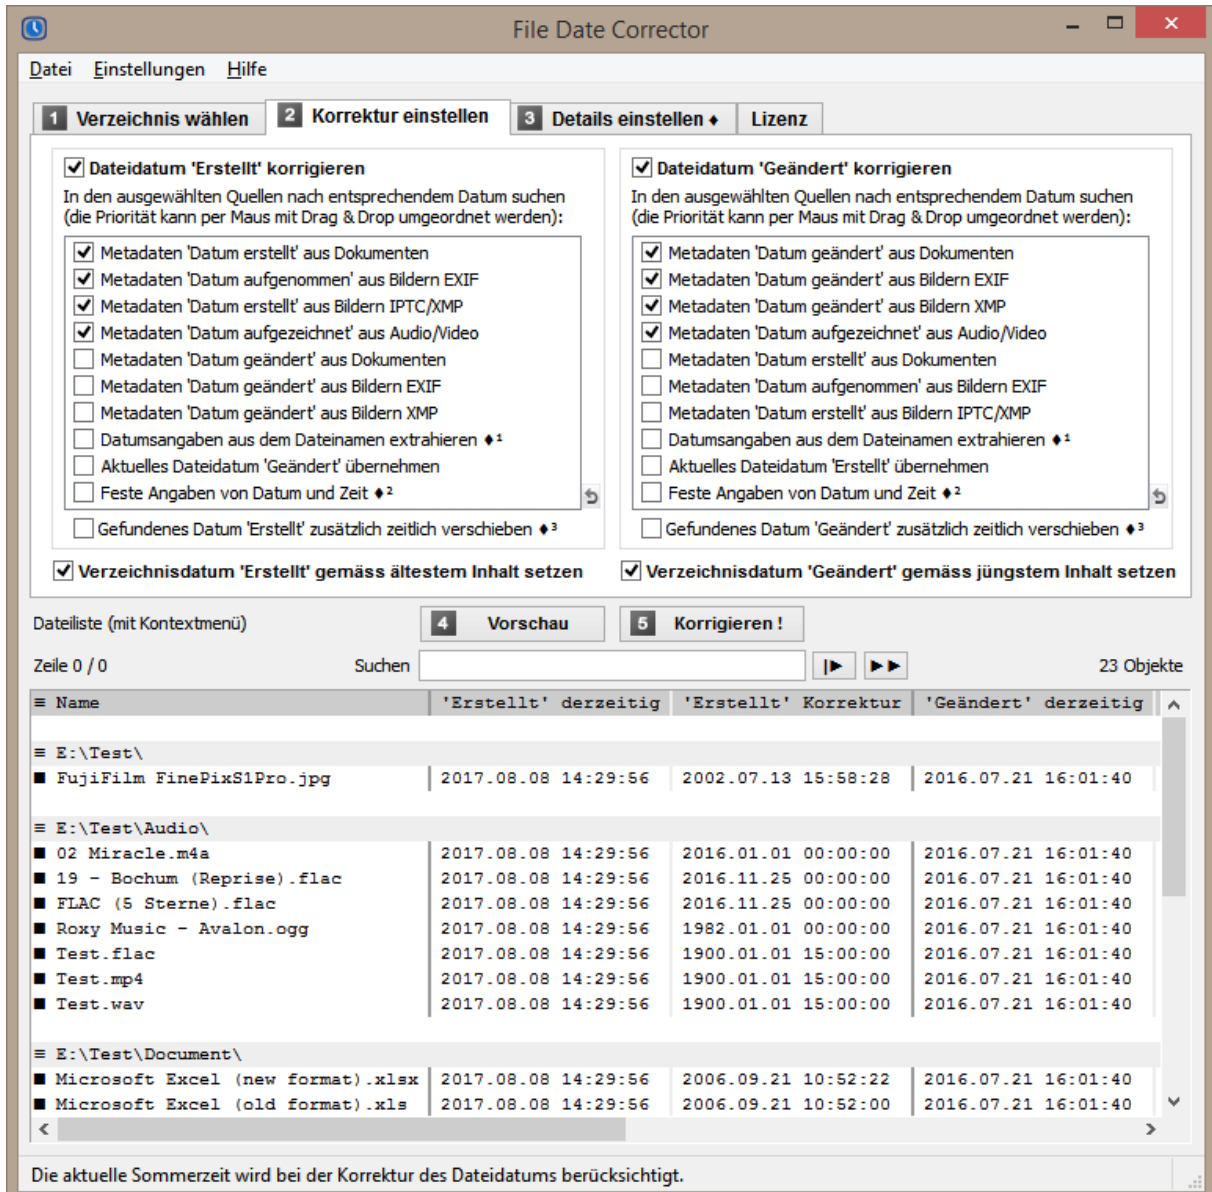 File Date Corrector
Datei Einstellungen Hilfe
1 Verzeichnis wählen 2 Korrektur einstellen 3 Details einstellen ♦ Lizenz
Dateidatum 'Erstellt' korrigieren
In den ausgewählten Quellen nach entsprechendem Datum suchen
(die Priorität kann per Maus mit Drag & Drop umgeordnet werden):
Metadaten 'Datum erstellt' aus Dokumenten
Metadaten 'Datum aufgenommen' aus Bildern EXIF
Metadaten 'Datum erstellt' aus Bildern IPTC/XMP
Metadaten 'Datum aufgezeichnet' aus Audio/Video
Metadaten 'Datum geändert' aus Dokumenten
Metadaten 'Datum geändert' aus Bildern EXIF
Metadaten 'Datum geändert' aus Bildern XMP
Datumsangaben aus dem Dateinamen extrahieren ♦¹
Aktuelles Dateidatum 'Geändert' übernehmen
Feste Angaben von Datum und Zeit ♦²
Gefundenes Datum 'Erstellt' zusätzlich zeitlich verschieben ♦³
Verzeichnisdatum 'Erstellt' gemäss ältestem Inhalt setzen
Dateidatum 'Geändert' korrigieren
In den ausgewählten Quellen nach entsprechendem Datum suchen
(die Priorität kann per Maus mit Drag & Drop umgeordnet werden):
Metadaten 'Datum geändert' aus Dokumenten
Metadaten 'Datum geändert' aus Bildern EXIF
Metadaten 'Datum geändert' aus Bildern XMP
Metadaten 'Datum aufgezeichnet' aus Audio/Video
Metadaten 'Datum erstellt' aus Dokumenten
Metadaten 'Datum aufgenommen' aus Bildern EXIF
Metadaten 'Datum erstellt' aus Bildern IPTC/XMP
Datumsangaben aus dem Dateinamen extrahieren ♦¹
Aktuelles Dateidatum 'Erstellt' übernehmen
Feste Angaben von Datum und Zeit ♦²
Gefundenes Datum 'Geändert' zusätzlich zeitlich verschieben ♦³
Verzeichnisdatum 'Geändert' gemäss jüngstem Inhalt setzen
Dateiliste (mit Kontextmenü) 4 Vorschau 5 Korrigieren !
Zeile 0 / 0 Suchen 23 Objekte
≡ Name 'Erstellt' derzeitig 'Erstellt' Korrektur 'Geändert' derzeitig
≡ E:\Test\
■ FujiFilm FinePixS1Pro.jpg 2017.08.08 14:29:56 2002.07.13 15:58:28 2016.07.21 16:01:40
≡ E:\Test\Audio\
■ 02 Miracle.m4a 2017.08.08 14:29:56 2016.01.01 00:00:00 2016.07.21 16:01:40
■ 19 - Bochum (Reprise).flac 2017.08.08 14:29:56 2016.11.25 00:00:00 2016.07.21 16:01:40
■ FLAC (5 Sterne).flac 2017.08.08 14:29:56 2016.11.25 00:00:00 2016.07.21 16:01:40
■ Roxy Music - Avalon.ogg 2017.08.08 14:29:56 1982.01.01 00:00:00 2016.07.21 16:01:40
■ Test.flac 2017.08.08 14:29:56 1900.01.01 15:00:00 2016.07.21 16:01:40
■ Test.mp4 2017.08.08 14:29:56 1900.01.01 15:00:00 2016.07.21 16:01:40
■ Test.wav 2017.08.08 14:29:56 1900.01.01 15:00:00 2016.07.21 16:01:40
≡ E:\Test\Document\
■ Microsoft Excel (new format).xlsx 2017.08.08 14:29:56 2006.09.21 10:52:22 2016.07.21 16:01:40
■ Microsoft Excel (old format).xls 2017.08.08 14:29:56 2006.09.21 10:52:00 2016.07.21 16:01:40
Die aktuelle Sommerzeit wird bei der Korrektur des Dateidatums berücksichtigt.